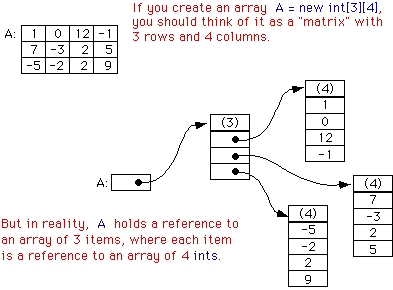 If you create an array A = new int[3][4],
you should think of it as a "matrix" with
3 rows and 4 columns.
A:
1 0 12 -1
7 -3 2 5
-5 -2 2 9
A:
(3)
(4)
1
0
12
-1
(4)
7
-3
2
5
(4)
-5
-2
2
9
But in reality, A holds a reference to
an array of 3 items, where each item
is a reference to an array of 4 ints.